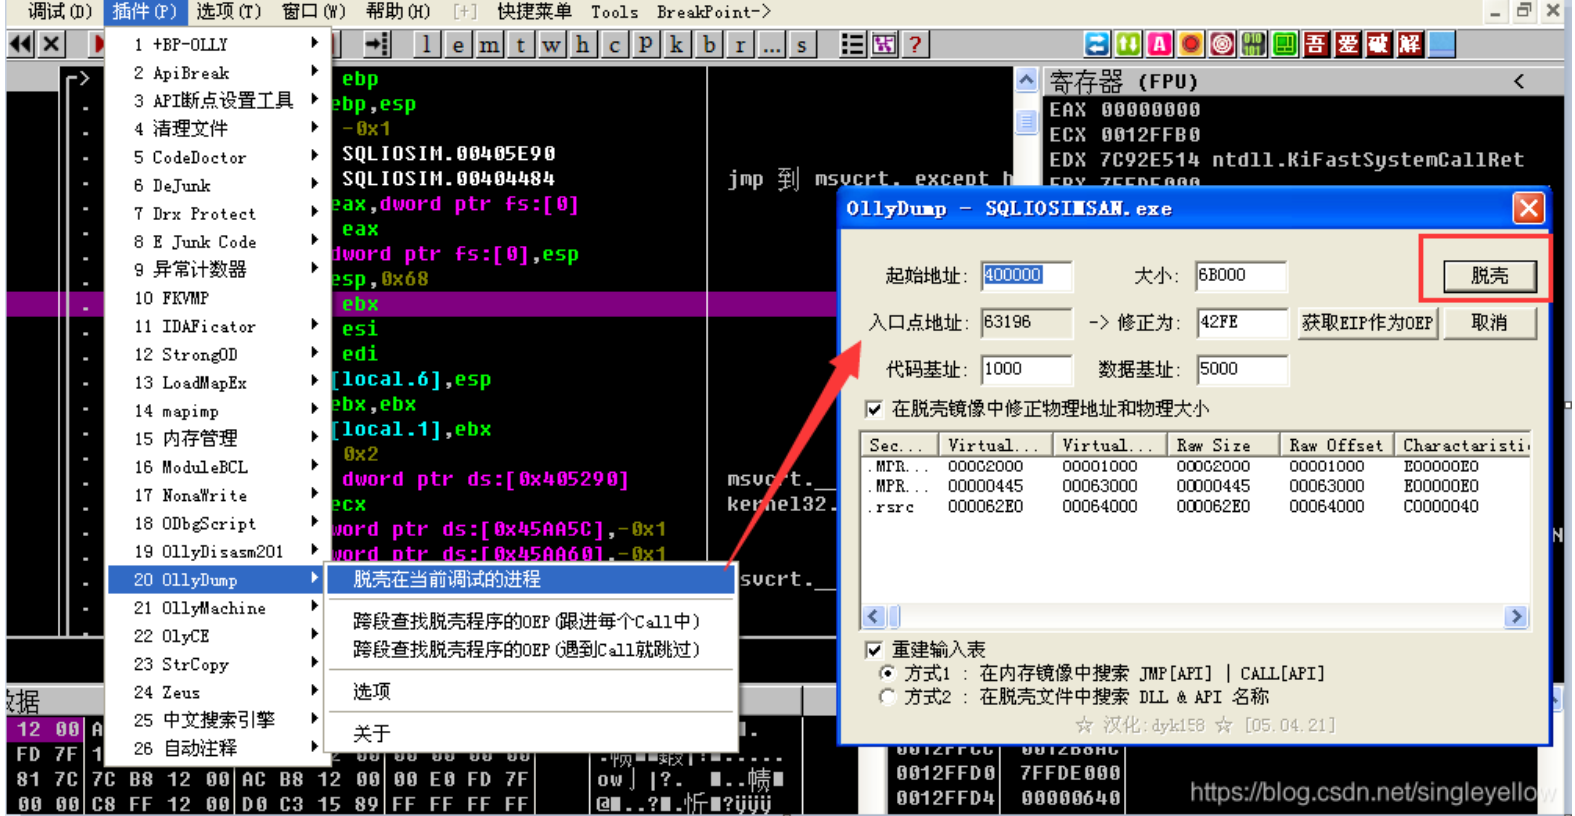 调试(D) 插件(P) 选项(T) 窗口(W) 帮助(H) [+] 快捷菜单 Tools BreakPoint->
l e m t w h c P k b r ... s ? 吾 爱 破 解
1 +BP-OLLY
2 ApiBreak
3 API断点设置工具
4 清理文件
5 CodeDoctor
6 DeJunk
7 Drx Protect
8 E Junk Code
9 异常计数器
10 FKVMP
11 IDAFicator
12 StrongOD
13 LoadMapEx
14 mapimp
15 内存管理
16 ModuleBCL
17 NonaWrite
18 ODbgScript
19 OllyDisasm201
20 OllyDump
21 OllyMachine
22 OlyCE
23 StrCopy
24 Zeus
25 中文搜索引擎
26 自动注释
脱壳在当前调试的进程
跨段查找脱壳程序的OEP(跟进每个Call中)
跨段查找脱壳程序的OEP(遇到Call就跳过)
选项
关于
ebp
ebp,esp
-0x1
SQLIOSIM.00405E90
SQLIOSIM.00404484
jmp 到 msvcrt._except_h
eax,dword ptr fs:[0]
eax
dword ptr fs:[0],esp
esp,0x68
ebx
esi
edi
[local.6],esp
ebx,ebx
[local.1],ebx
0x2
dword ptr ds:[0x405290]
msvcrt.__
ecx
kernel32.
word ptr ds:[0x45AA5C],-0x1
word ptr ds:[0x45AA60],-0x1
svcrt.__
寄存器 (FPU) <
EAX 00000000
ECX 0012FFB0
EDX 7C92E514 ntdll.KiFastSystemCallRet
EBX 7FFDE000
OllyDump - SQLIOSIMSAN.exe
起始地址: 400000 大小: 6B000 脱壳
入口点地址: 63196 -> 修正为: 42FE 获取EIP作为OEP 取消
代码基址: 1000 数据基址: 5000
在脱壳镜像中修正物理地址和物理大小
Sec... Virtual... Virtual... Raw Size Raw Offset Charactaristi
.MPR... 00062000 00001000 00062000 00001000 E00000E0
.MPR... 00000445 00063000 00000445 00063000 E00000E0
.rsrc 000062E0 00064000 000062E0 00064000 C0000040
重建输入表
方式1 : 在内存镜像中搜索 JMP[API] | CALL[API]
方式2 : 在脱壳文件中搜索 DLL & API 名称
☆ 汉化:dyk158 ☆ [05.04.21]
数据
12 00 A
FD 7F 1
81 7C 7C B8 12 00 AC B8 12 00 00 E0 FD 7F
00 00 C8 FF 12 00 D0 C3 15 89 FF FF FF FF
0012FFCC 0012B8AC
0012FFD0 7FFDE000
0012FFD4 00000640
https://blog.csdn.net/singleyellow